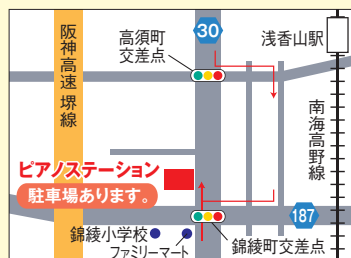 阪神高速 堺線
高須町
交差点
30
浅香山駅
南海高野線
ピアノステーション
駐車場あります。
187
錦綾小学校
ファミリーマート
錦綾町交差点